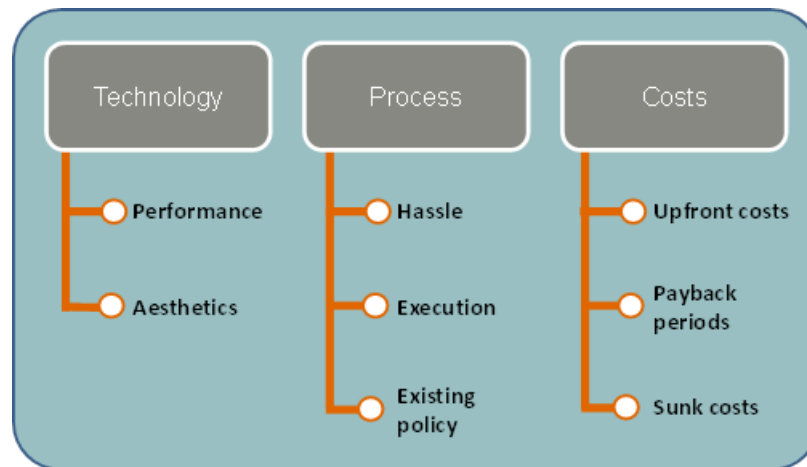 Technology
Performance
Aesthetics
Process
Hassle
Execution
Existing
policy
Costs
Upfront costs
Payback
periods
Sunk costs